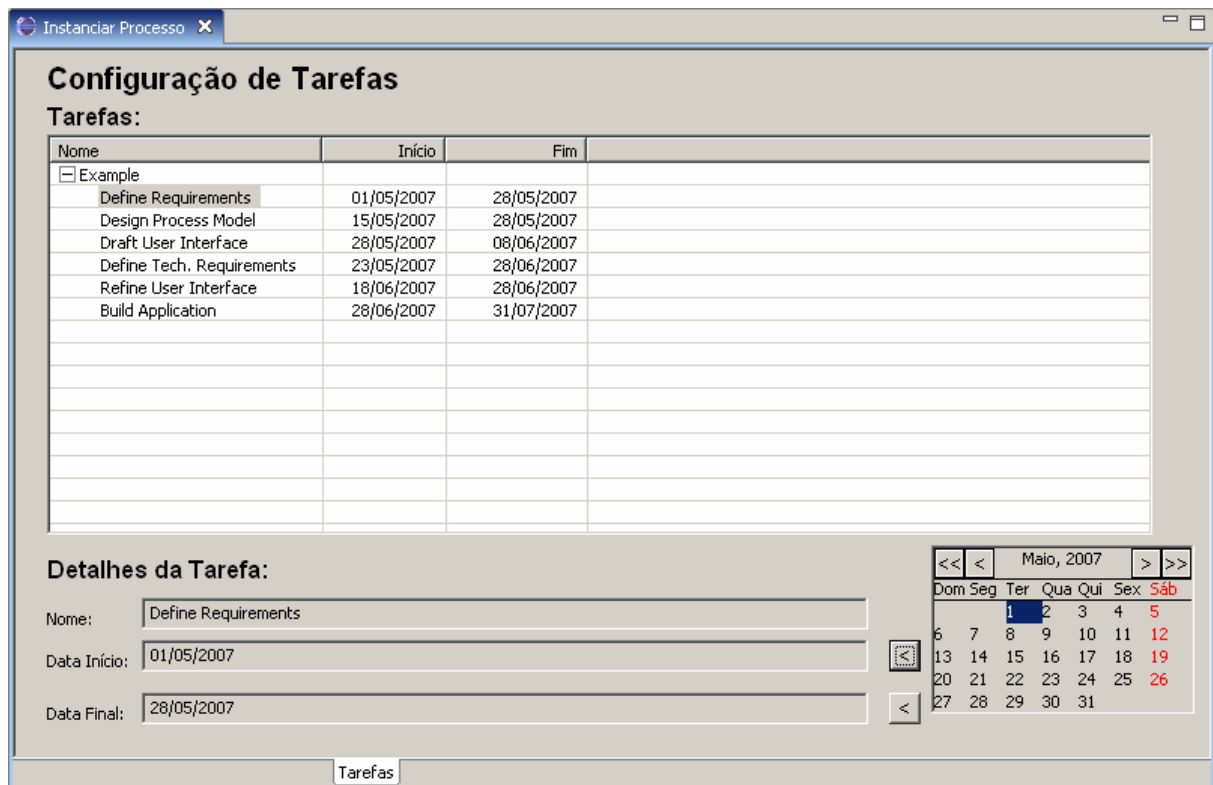 Instanciar Processo
Configuração de Tarefas
Tarefas:
Nome Início Fim
Example
Define Requirements 01/05/2007 28/05/2007
Design Process Model 15/05/2007 28/05/2007
Draft User Interface 28/05/2007 08/06/2007
Define Tech. Requirements 23/05/2007 28/06/2007
Refine User Interface 18/06/2007 28/06/2007
Build Application 28/06/2007 31/07/2007
Detalhes da Tarefa:
Nome: Define Requirements
Data Início: 01/05/2007 <
Data Final: 28/05/2007 <
<< < Maio, 2007 > >>
Dom Seg Ter Qua Qui Sex Sáb
1 2 3 4 5
6 7 8 9 10 11 12
13 14 15 16 17 18 19
20 21 22 23 24 25 26
27 28 29 30 31
Tarefas